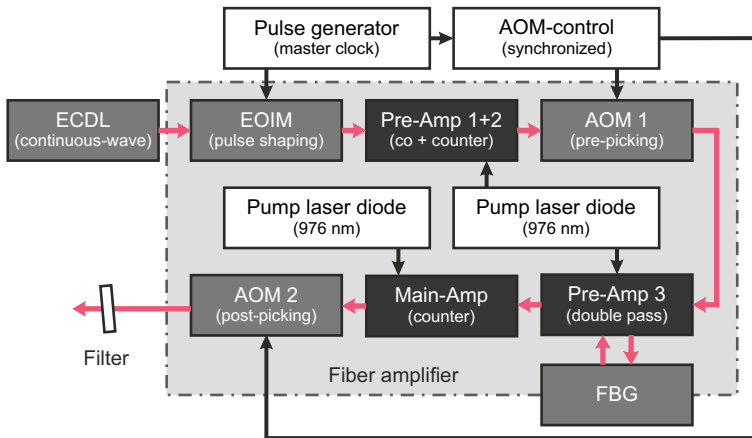 Pulse generator
(master clock)
AOM-control
(synchronized)
ECDL
(continuous-wave)
EOIM
(pulse shaping)
Pre-Amp 1+2
(co + counter)
AOM 1
(pre-picking)
Pump laser diode
(976 nm)
Pump laser diode
(976 nm)
AOM 2
(post-picking)
Main-Amp
(counter)
Pre-Amp 3
(double pass)
Filter
Fiber amplifier
FBG